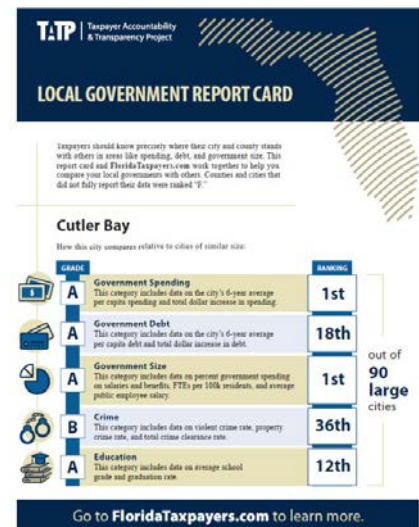 TATP Taxpayer Accountability
& Transparency Project
LOCAL GOVERNMENT REPORT CARD
Taxpayers should know precisely where their city and county stands
with others in areas like spending, debt, and government size. This
report card and FloridaTaxpayers.com work together to help you
compare your local governments with others. Counties and cities that
did not fully report their data were ranked "F."
Cutler Bay
How this city compares relative to cities of similar size:
GRADE
RANKING
A
Government Spending
This category includes data on the city's 6-year average
per capita spending and total dollar increase in spending.
1st
A
Government Debt
This category includes data on the city's 6-year average
per capita debt and total dollar increase in debt.
18th
A
Government Size
This category includes data on percent government spending
on salaries and benefits, FTEs per 100k residents, and average
public employee salary.
1st
B
Crime
This category includes data on violent crime rate, property
crime rate, and total crime clearance rate.
36th
A
Education
This category includes data on average school
grade and graduation rate.
12th
out of
90
large
cities
Go to FloridaTaxpayers.com to learn more.